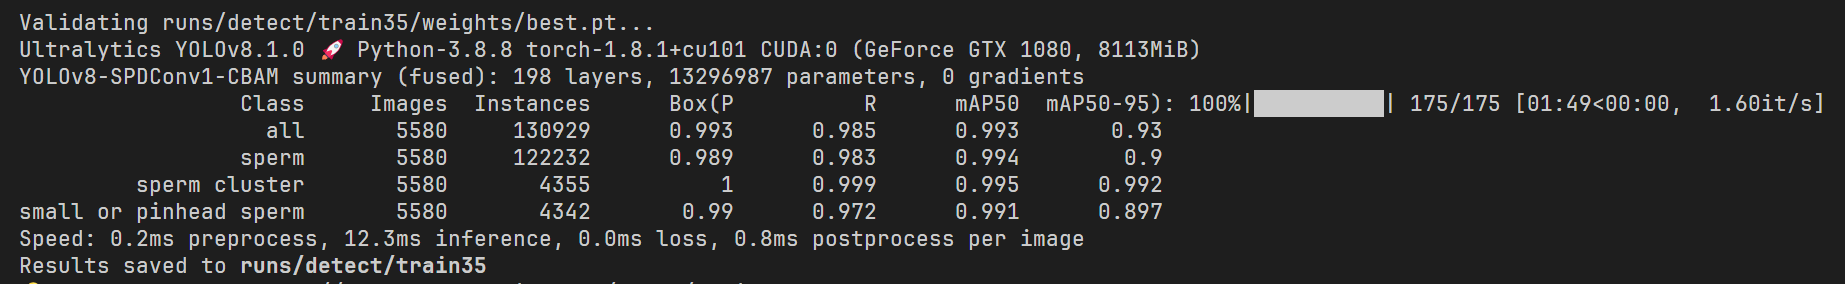 Validating runs/detect/train35/weights/best.pt...
Ultralytics YOLOv8.1.0 🚀 Python-3.8.8 torch-1.8.1+cu101 CUDA:0 (GeForce GTX 1080, 8113MiB)
YOLOv8-SPDConv1-CBAM summary (fused): 198 layers, 13296987 parameters, 0 gradients
Class Images Instances Box(P R mAP50 mAP50-95): 100%|██████████| 175/175 [01:49<00:00, 1.60it/s]
all 5580 130929 0.993 0.985 0.993 0.93
sperm 5580 122232 0.989 0.983 0.994 0.9
sperm cluster 5580 4355 1 0.999 0.995 0.992
small or pinhead sperm 5580 4342 0.99 0.972 0.991 0.897
Speed: 0.2ms preprocess, 12.3ms inference, 0.0ms loss, 0.8ms postprocess per image
Results saved to runs/detect/train35